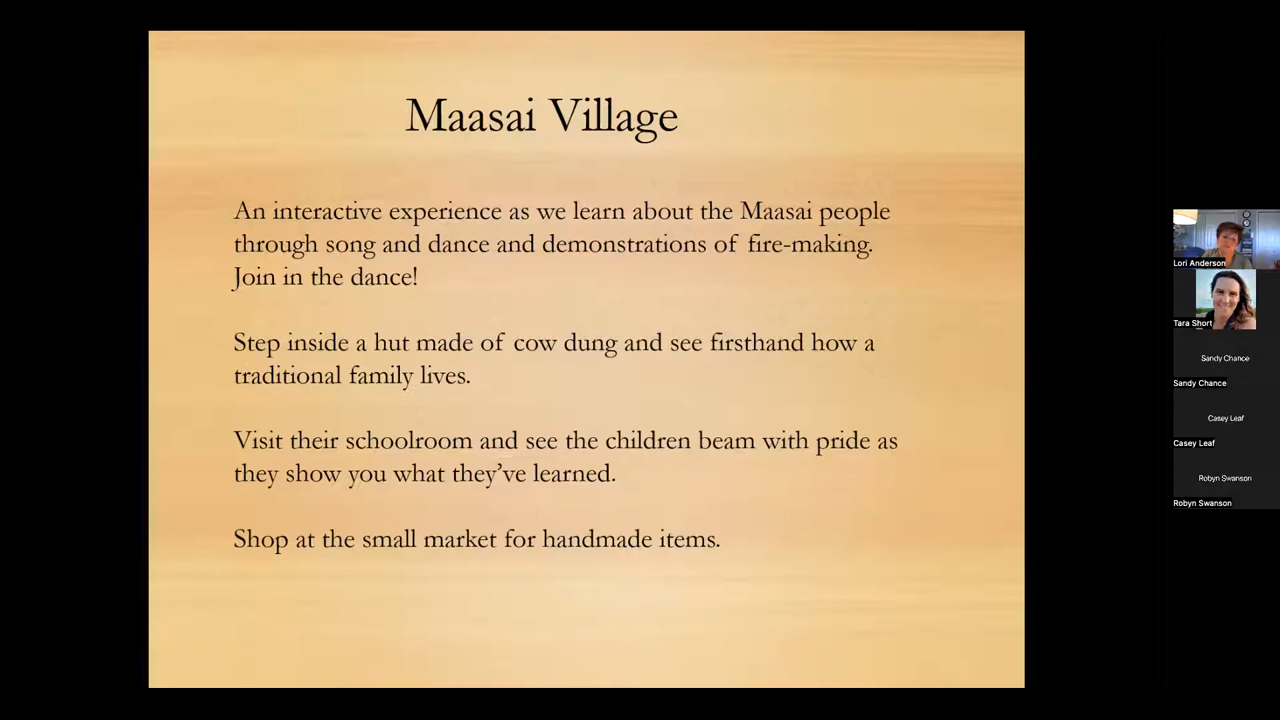 Maasai Village
An interactive experience as we learn about the Maasai people
through song and dance and demonstrations of fire-making.
Join in the dance!
Step inside a hut made of cow dung and see firsthand how a
traditional family lives.
Visit their schoolroom and see the children beam with pride as
they show you what they’ve learned.
Shop at the small market for handmade items.
Lori Anderson
Tara Short
Sandy Chance
Sandy Chance
Casey Leaf
Casey Leaf
Robyn Swanson
Robyn Swanson